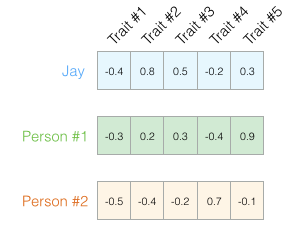 Trait #1 Trait #2 Trait #3 Trait #4 Trait #5
Jay -0.4 0.8 0.5 -0.2 0.3
Person #1 -0.3 0.2 0.3 -0.4 0.9
Person #2 -0.5 -0.4 -0.2 0.7 -0.1